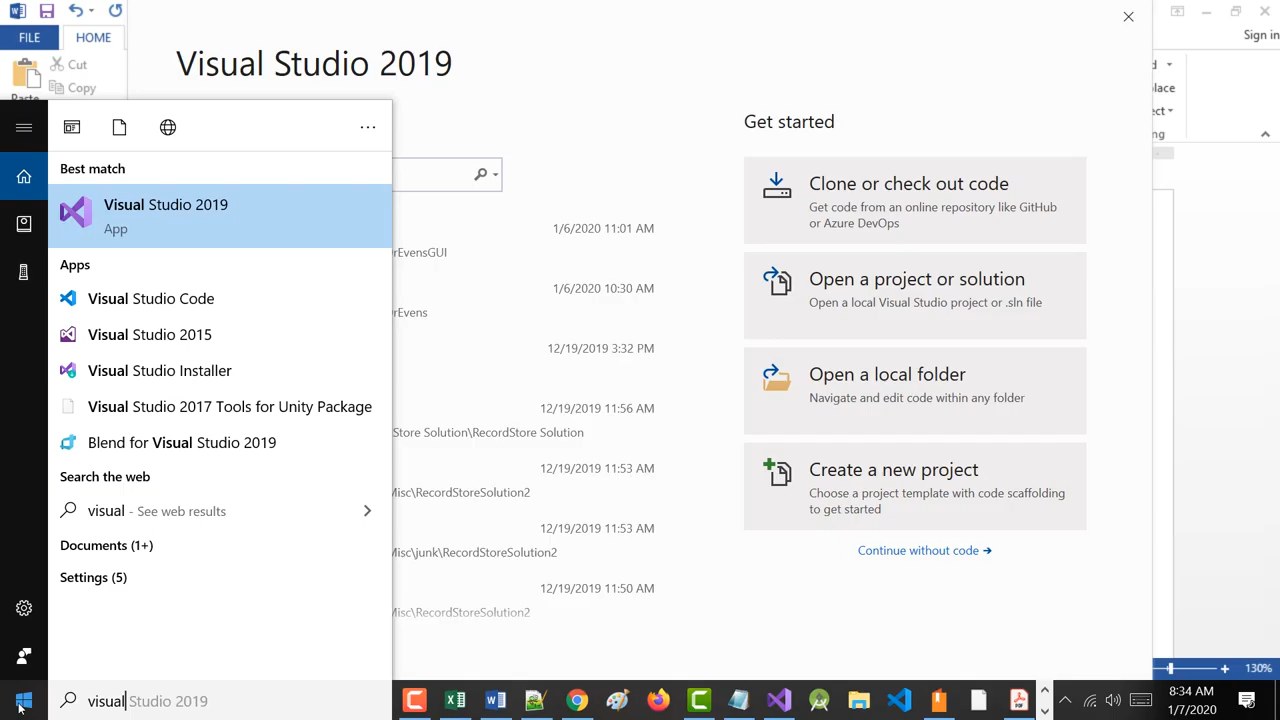 FILE
HOME
Cut
Copy
Paste
Sign in
Visual Studio 2019
Get started
Clone or check out code
Get code from an online repository like GitHub
or Azure DevOps
Open a project or solution
Open a local Visual Studio project or .sln file
Open a local folder
Navigate and edit code within any folder
Create a new project
Choose a project template with code scaffolding
to get started
Continue without code
1/6/2020 11:01 AM
rEvensGUI
1/6/2020 10:30 AM
rEvens
12/19/2019 3:32 PM
12/19/2019 11:56 AM
Store Solution\RecordStore Solution
12/19/2019 11:53 AM
Misc\RecordStoreSolution2
12/19/2019 11:53 AM
Misc\junk\RecordStoreSolution2
12/19/2019 11:50 AM
Misc\RecordStoreSolution2
Best match
Visual Studio 2019
App
Apps
Visual Studio Code
Visual Studio 2015
Visual Studio Installer
Visual Studio 2017 Tools for Unity Package
Blend for Visual Studio 2019
Search the web
visual - See web results
Documents (1+)
Settings (5)
visual Studio 2019
130%
8:34 AM
1/7/2020